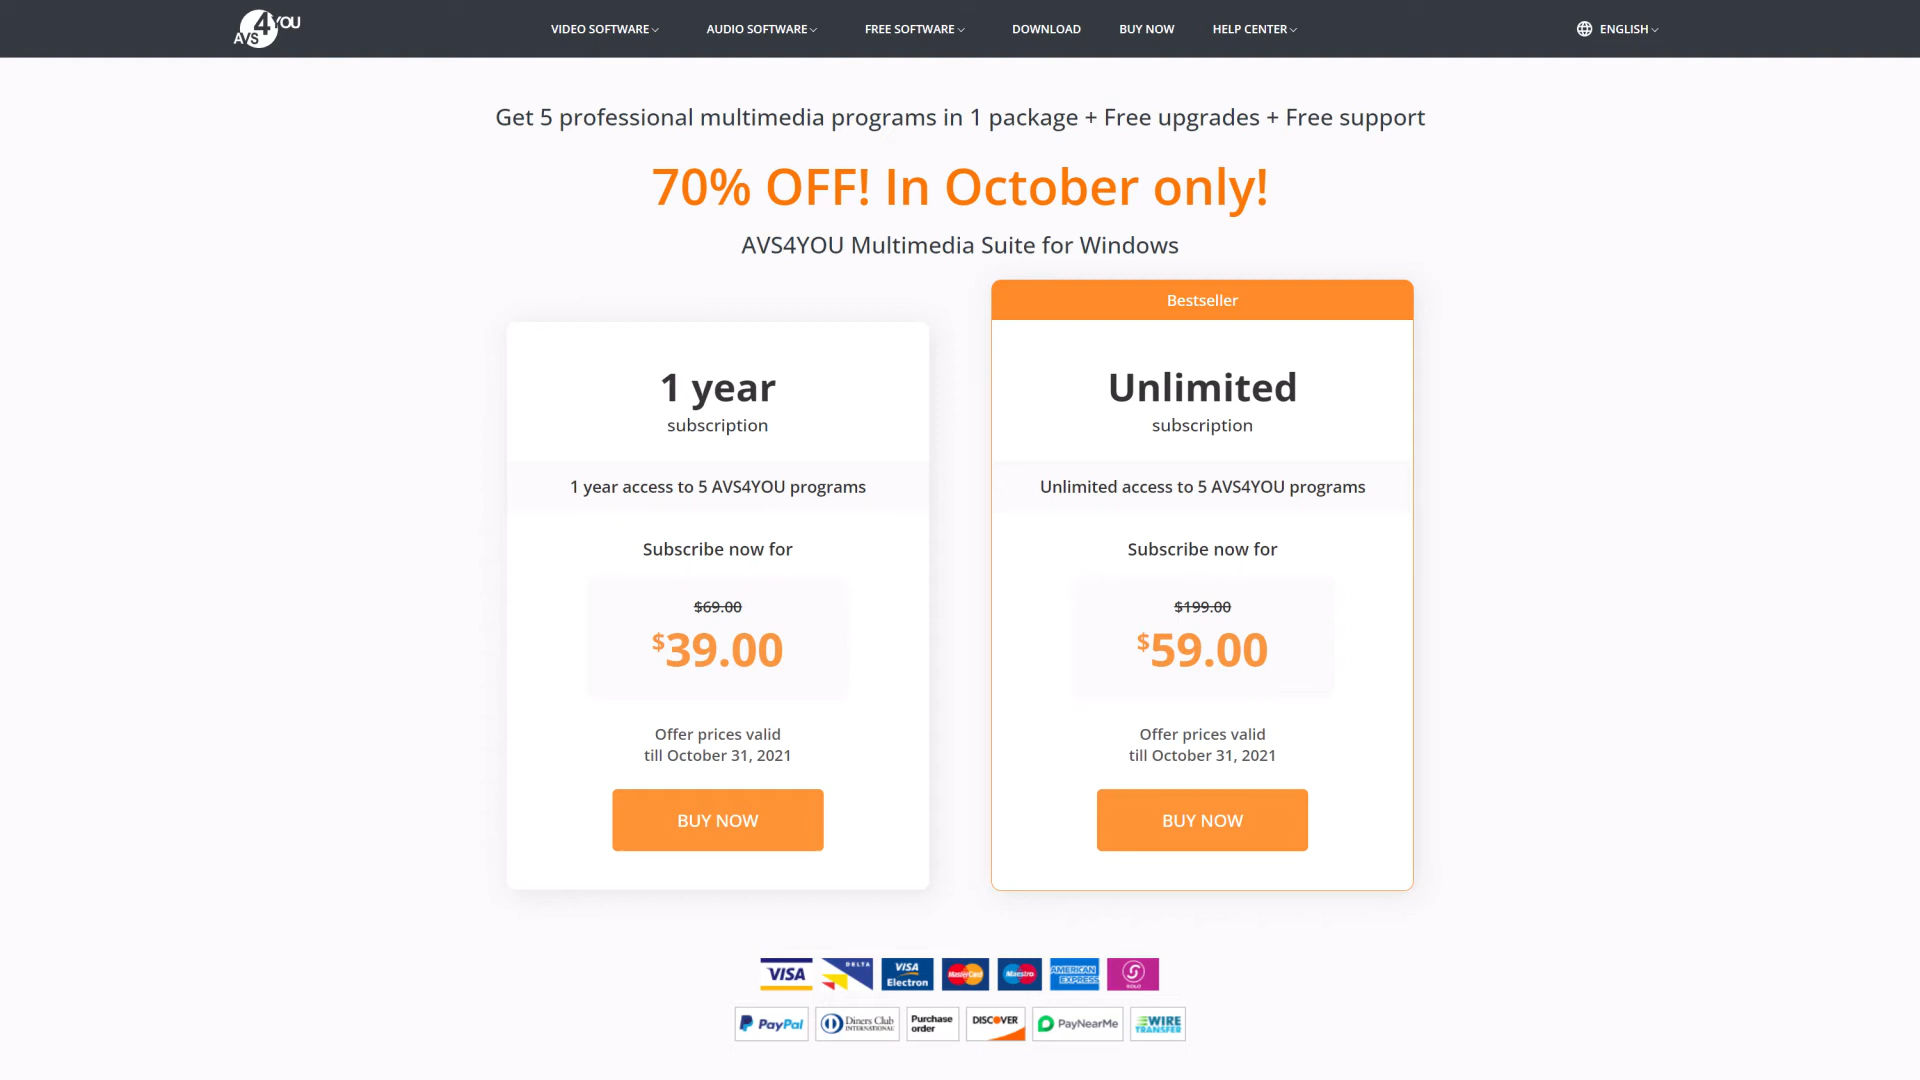 AVS4YOU
VIDEO SOFTWARE
AUDIO SOFTWARE
FREE SOFTWARE
DOWNLOAD
BUY NOW
HELP CENTER
ENGLISH
Get 5 professional multimedia programs in 1 package + Free upgrades + Free support
70% OFF! In October only!
AVS4YOU Multimedia Suite for Windows
1 year
subscription
1 year access to 5 AVS4YOU programs
Subscribe now for
$69.00
$39.00
Offer prices valid
till October 31, 2021
BUY NOW
Bestseller
Unlimited
subscription
Unlimited access to 5 AVS4YOU programs
Subscribe now for
$199.00
$59.00
Offer prices valid
till October 31, 2021
BUY NOW
VISA
DELTA
VISA
Electron
MasterCard
Maestro
AMERICAN
EXPRESS
SOLO
PayPal
Diners Club
INTERNATIONAL
Purchase
order
DISCOVER
PayNearMe
WIRE
TRANSFER